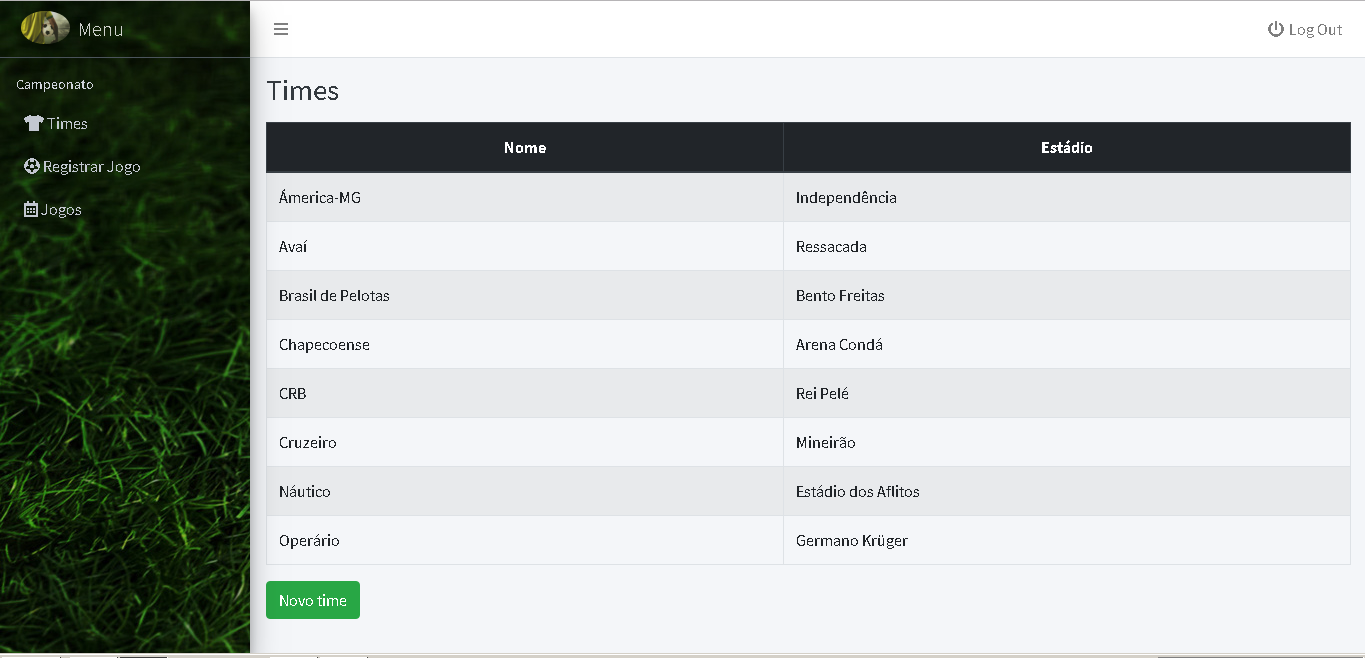 Menu
Log Out
Campeonato
Times
Registrar Jogo
Jogos
Times
Nome Estádio
Ámerica-MG Independência
Avaí Ressacada
Brasil de Pelotas Bento Freitas
Chapecoense Arena Condá
CRB Rei Pelé
Cruzeiro Mineirão
Náutico Estádio dos Aflitos
Operário Germano Krüger
Novo time